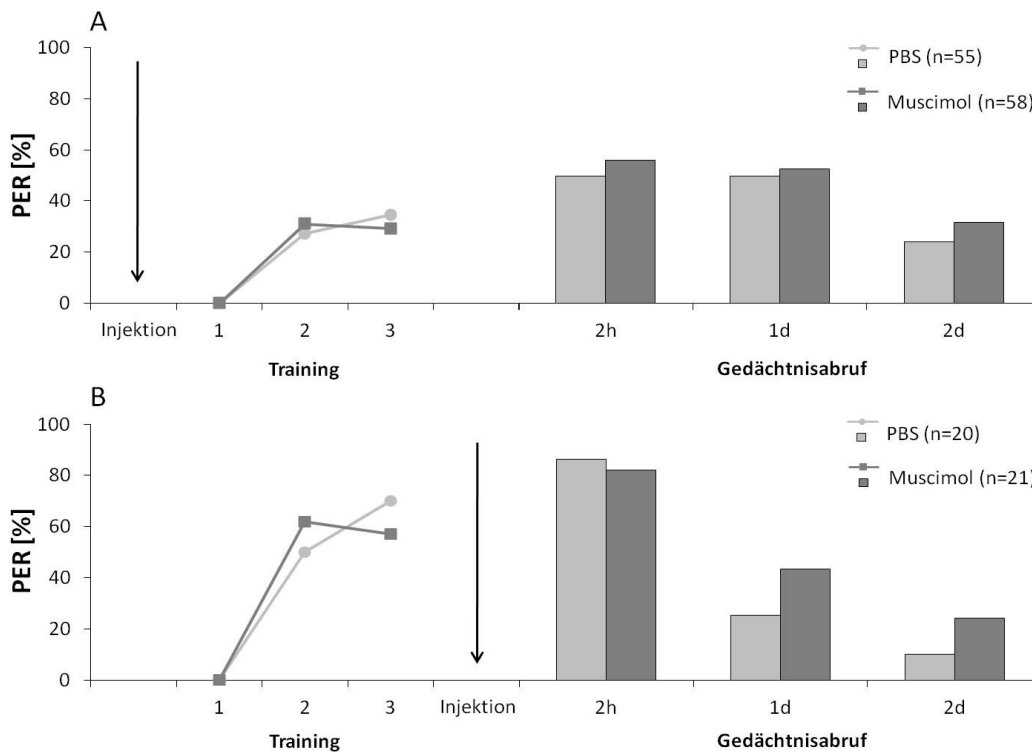 A
100
80
60
40
20
0
PER [%]
PBS (n=55)
Muscimol (n=58)
Injektion 1 2 3 2h 1d 2d
Training Gedächtnisabruf
B
100
80
60
40
20
0
PER [%]
PBS (n=20)
Muscimol (n=21)
1 2 3 Injektion 2h 1d 2d
Training Gedächtnisabruf